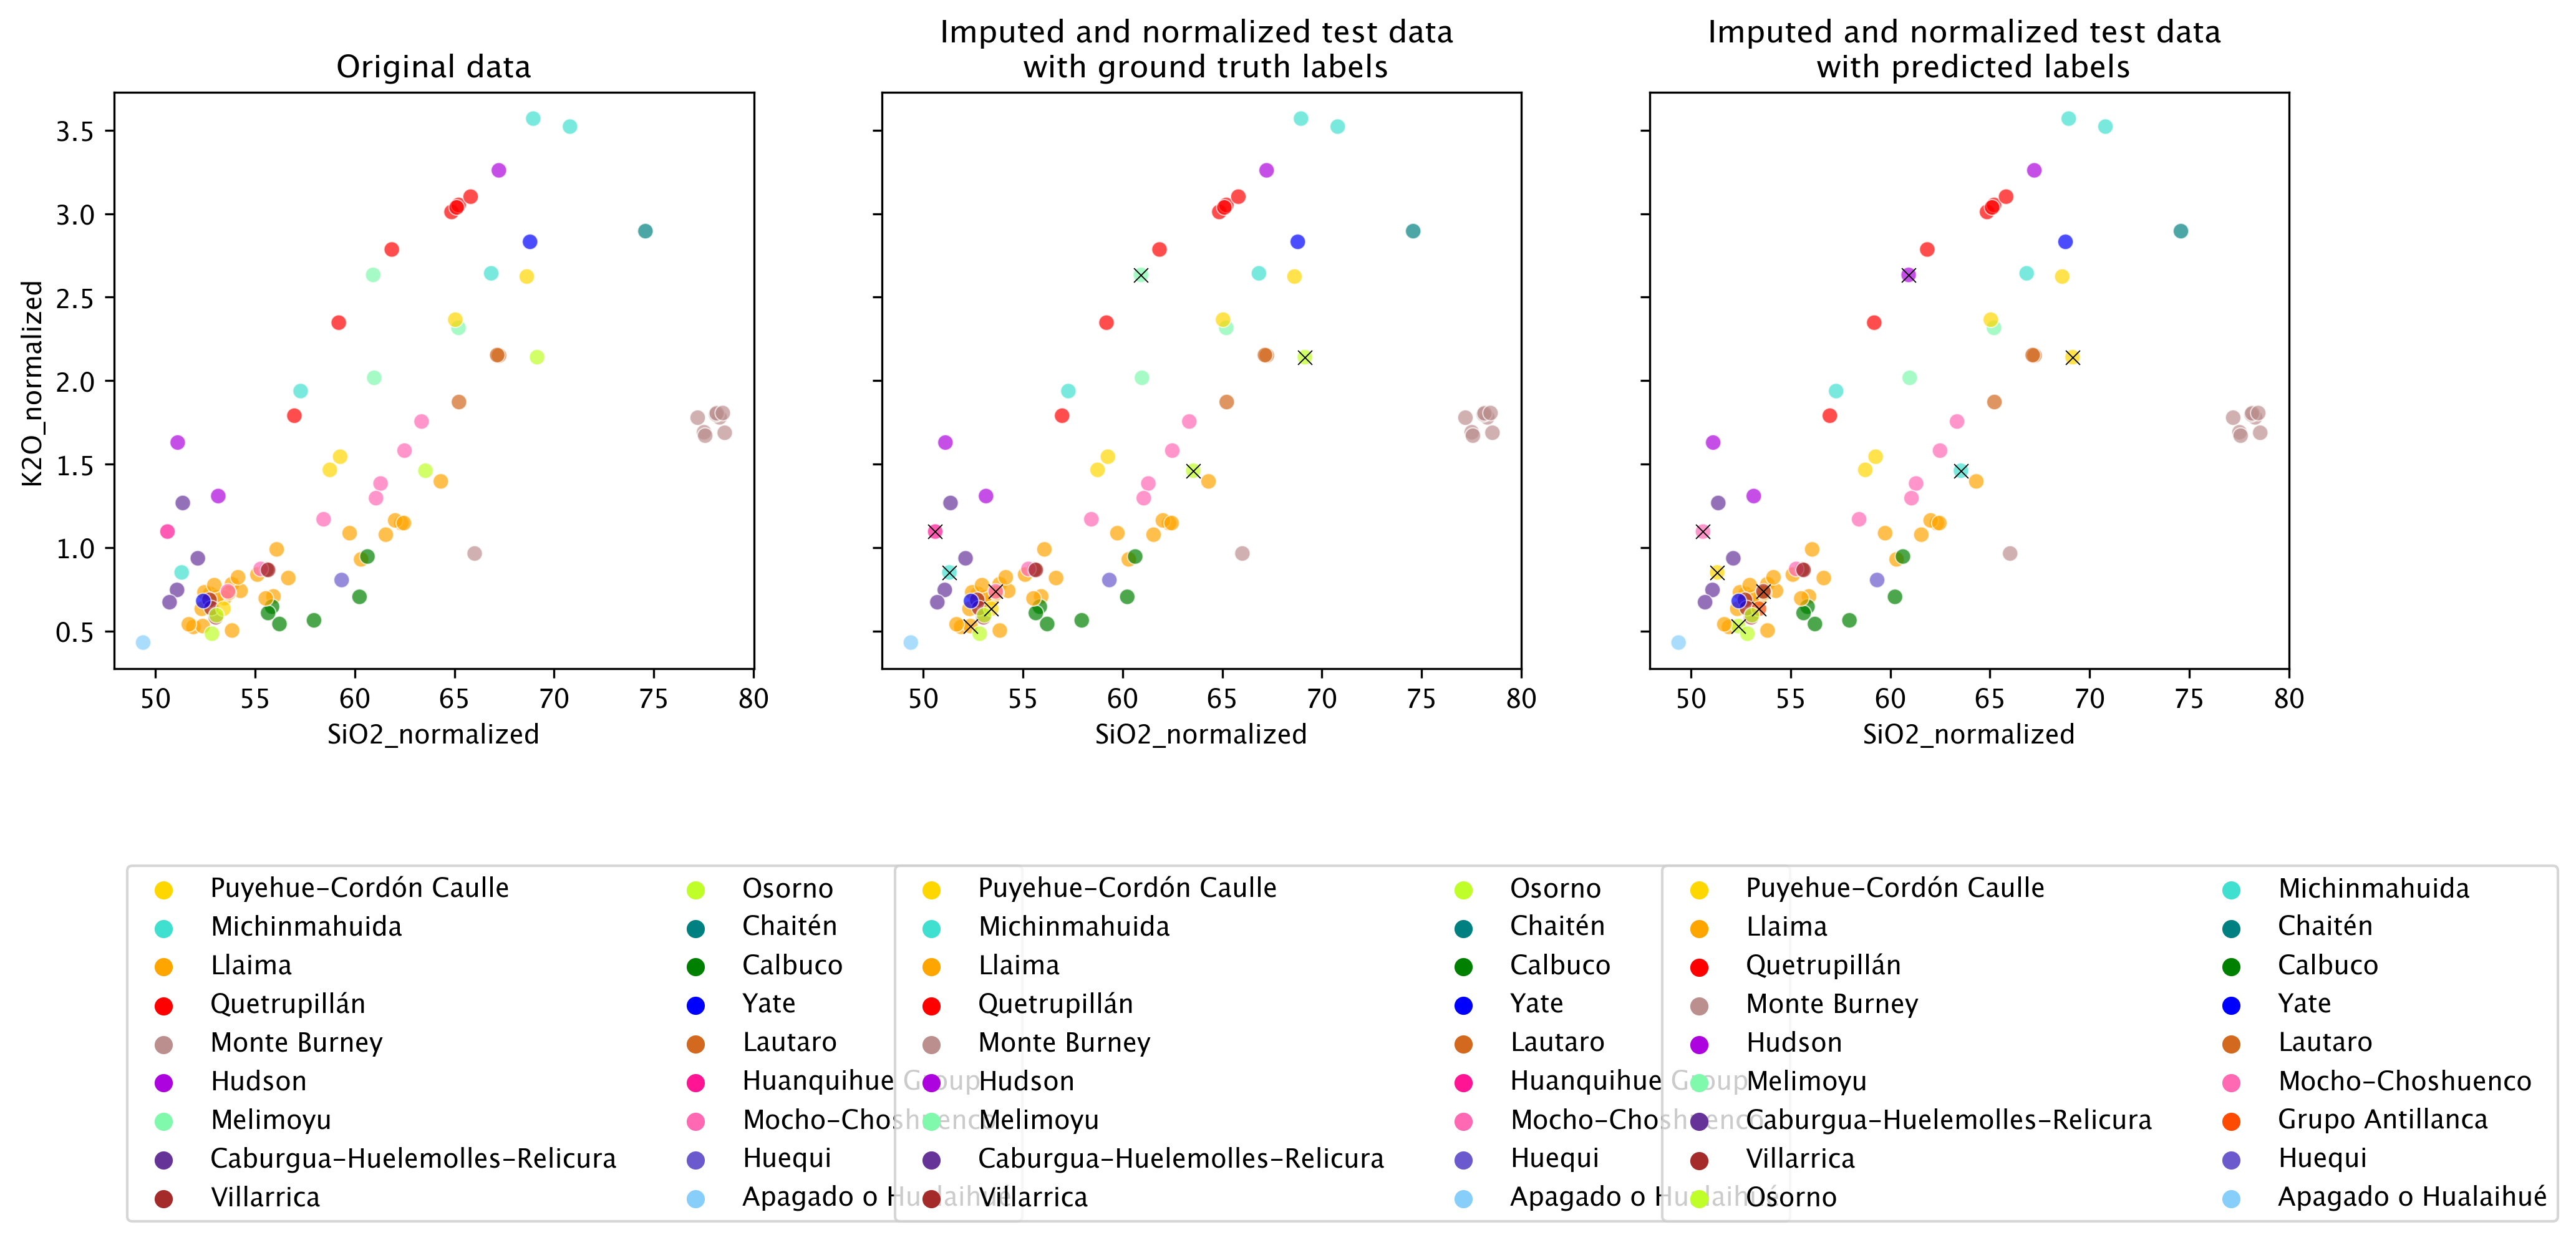 Original data
Imputed and normalized test data
with ground truth labels
Imputed and normalized test data
with predicted labels
K2O_normalized
3.5
3.0
2.5
2.0
1.5
1.0
0.5
50 55 60 65 70 75 80
SiO2_normalized
50 55 60 65 70 75 80
SiO2_normalized
50 55 60 65 70 75 80
SiO2_normalized
Puyehue-Cordón Caulle
Michinmahuida
Llaima
Quetrupillán
Monte Burney
Hudson
Melimoyu
Caburgua-Huelemolles-Relicura
Villarrica
Osorno
Chaitén
Calbuco
Yate
Lautaro
Huanquihue Group
Mocho-Choshuenco
Huequi
Apagado o Hualaihué
Puyehue-Cordón Caulle
Michinmahuida
Llaima
Quetrupillán
Monte Burney
Hudson
Melimoyu
Caburgua-Huelemolles-Relicura
Villarrica
Osorno
Chaitén
Calbuco
Yate
Lautaro
Huanquihue Group
Mocho-Choshuenco
Huequi
Apagado o Hualaihué
Puyehue-Cordón Caulle
Llaima
Quetrupillán
Monte Burney
Hudson
Melimoyu
Caburgua-Huelemolles-Relicura
Villarrica
Osorno
Michinmahuida
Chaitén
Calbuco
Yate
Lautaro
Mocho-Choshuenco
Grupo Antillanca
Huequi
Apagado o Hualaihué